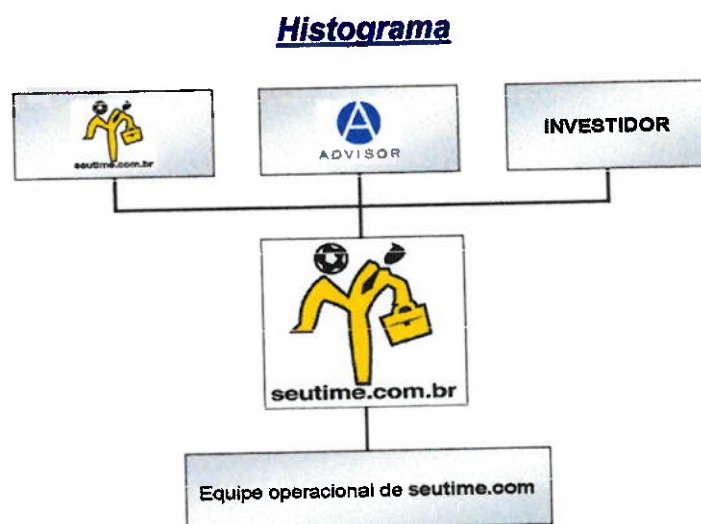 Histograma
seutime.com.br
A
ADVISOR
INVESTIDOR
seutime.com.br
Equipe operacional de seutime.com